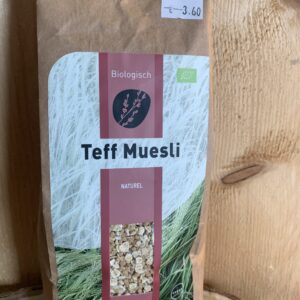 € 3.60
Biologisch
Teff Muesli
NATUREL